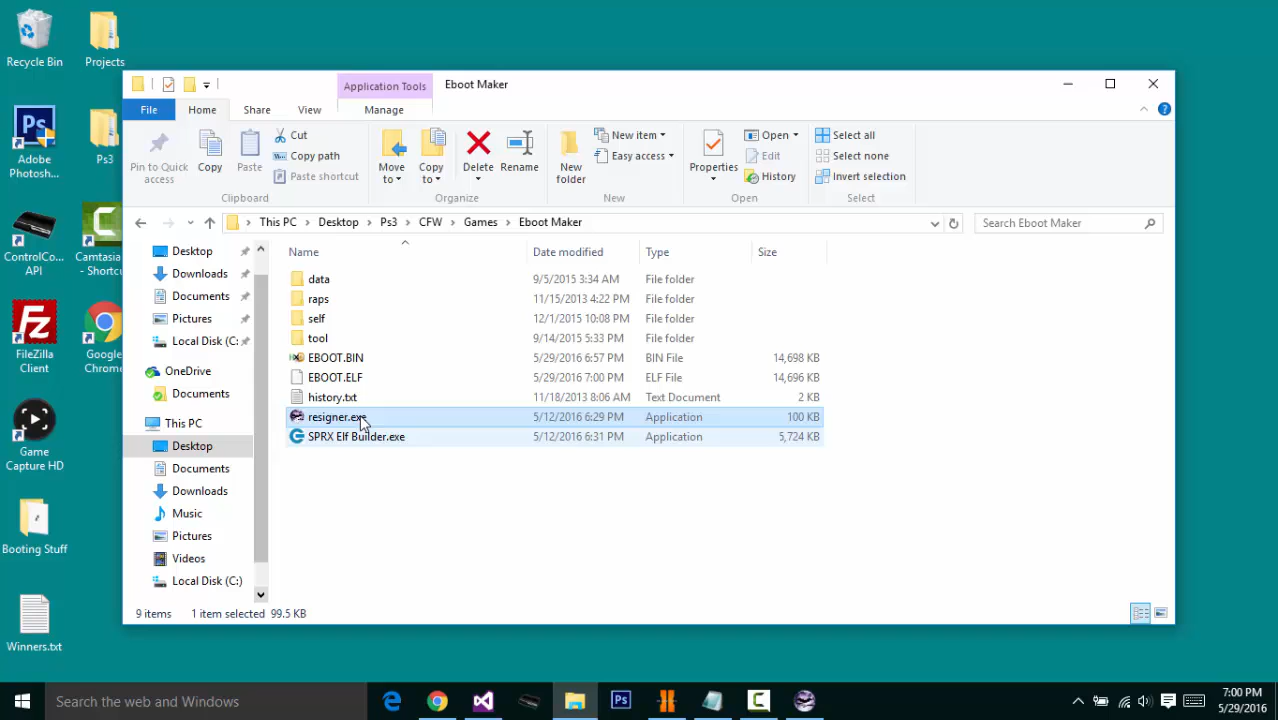 Recycle Bin
Projects
Adobe
Photosh...
Ps3
ControlCo...
API
Camtasia
- Shortcu
FileZilla
Client
Google
Chrome
Game
Capture HD
Booting Stuff
Winners.txt
Application Tools
Eboot Maker
File
Home
Share
View
Manage
Pin to Quick
access
Copy
Paste
Cut
Copy path
Paste shortcut
Clipboard
Move
to
Copy
to
Delete
Rename
Organize
New
folder
New item
Easy access
New
Properties
Open
Edit
History
Open
Select all
Select none
Invert selection
Select
This PC
Desktop
Ps3
CFW
Games
Eboot Maker
Search Eboot Maker
Desktop
Downloads
Documents
Pictures
Local Disk (C:
OneDrive
Documents
This PC
Desktop
Documents
Downloads
Music
Pictures
Videos
Local Disk (C:)
Name Date modified Type Size
data 9/5/2015 3:34 AM File folder
raps 11/15/2013 4:22 PM File folder
self 12/1/2015 10:08 PM File folder
tool 9/14/2015 5:33 PM File folder
EBOOT.BIN 5/29/2016 6:57 PM BIN File 14,698 KB
EBOOT.ELF 5/29/2016 7:00 PM ELF File 14,696 KB
history.txt 11/18/2013 8:06 AM Text Document 2 KB
resigner.exe 5/12/2016 6:29 PM Application 100 KB
SPRX Elf Builder.exe 5/12/2016 6:31 PM Application 5,724 KB
9 items 1 item selected 99.5 KB
Search the web and Windows
Ps
7:00 PM
5/29/2016